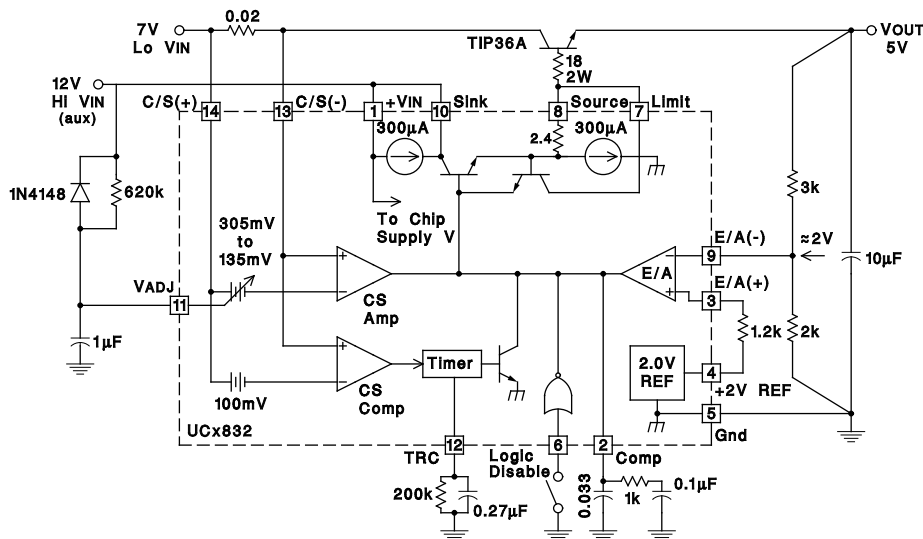 7V
Lo VIN
0.02
TIP36A
VOUT
5V
18
2W
12V
Hi VIN
(aux)
C/S(+)
C/S(-)
+VIN
Sink
Source
Limit
14
13
1
10
8
7
300µA
2.4
300µA
1N4148
620k
3k
To Chip
Supply V
305mV
to
135mV
E/A(-)
≈2V
9
10µF
VADJ
11
+
−
CS
Amp
−
E/A
+
E/A(+)
3
1µF
1.2k
2k
+
−
CS
Comp
Timer
2.0V
REF
4
+2V REF
100mV
5
Gnd
UCx832
12
6
2
TRC
Logic
Disable
Comp
200k
0.27µF
0.033
1k
0.1µF